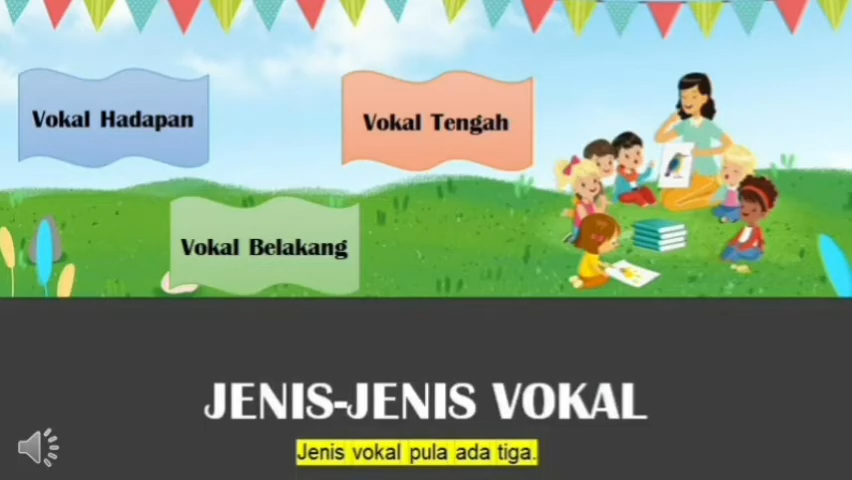 Vokal Hadapan
Vokal Tengah
Vokal Belakang
JENIS-JENIS VOKAL
Jenis vokal pula ada tiga.